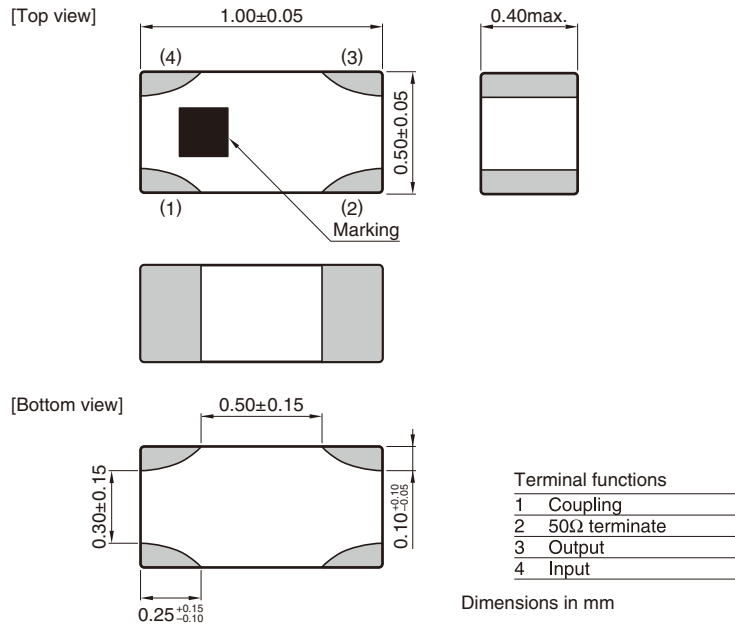 [Top view]
1.00±0.05
0.40max.
(4)
(3)
0.50±0.05
(1)
(2)
Marking
[Bottom view]
0.50±0.15
0.30±0.15
0.10+0.10 −0.05
0.25+0.15 −0.10
Terminal functions
1 Coupling
2 50Ω terminate
3 Output
4 Input
Dimensions in mm